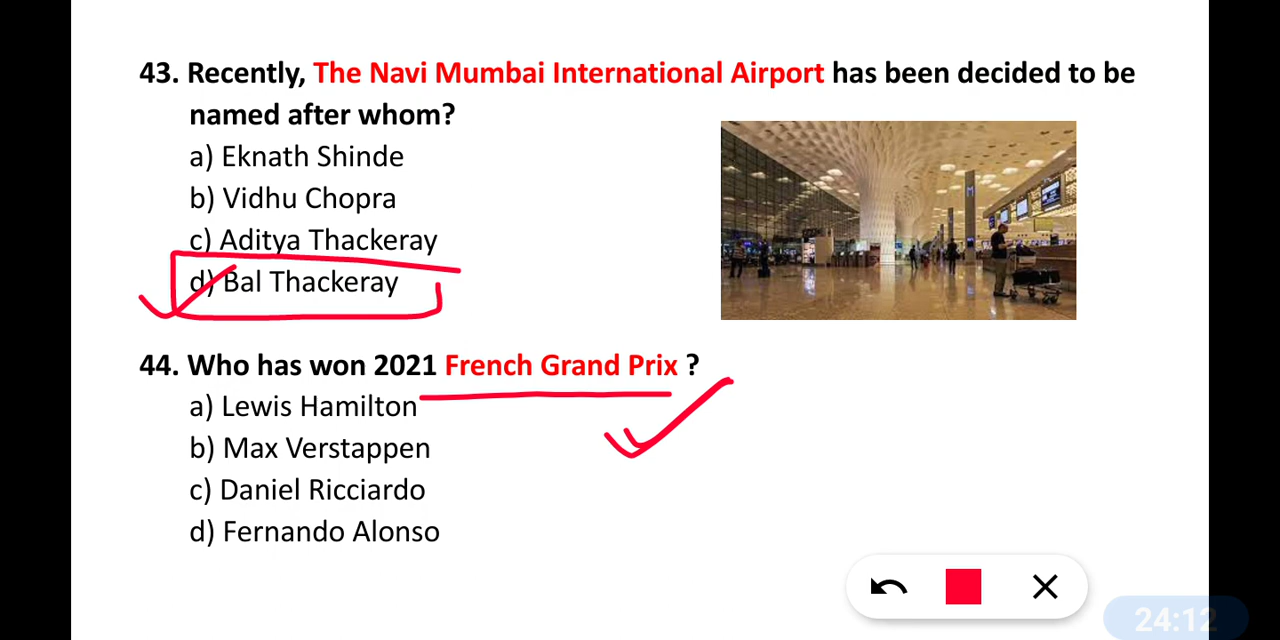 43. Recently, The Navi Mumbai International Airport has been decided to be
named after whom?
a) Eknath Shinde
b) Vidhu Chopra
c) Aditya Thackeray
d) Bal Thackeray
44. Who has won 2021 French Grand Prix ?
a) Lewis Hamilton
b) Max Verstappen
c) Daniel Ricciardo
d) Fernando Alonso
24:12